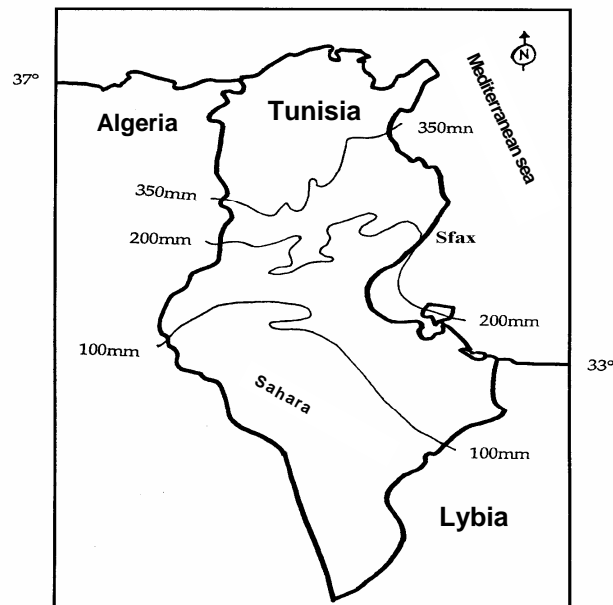 N
37°
Mediterranean sea
Tunisia
Algeria
350mn
350mm
200mm
Sfax
200mm
100mm
33°
Sahara
100mm
Lybia